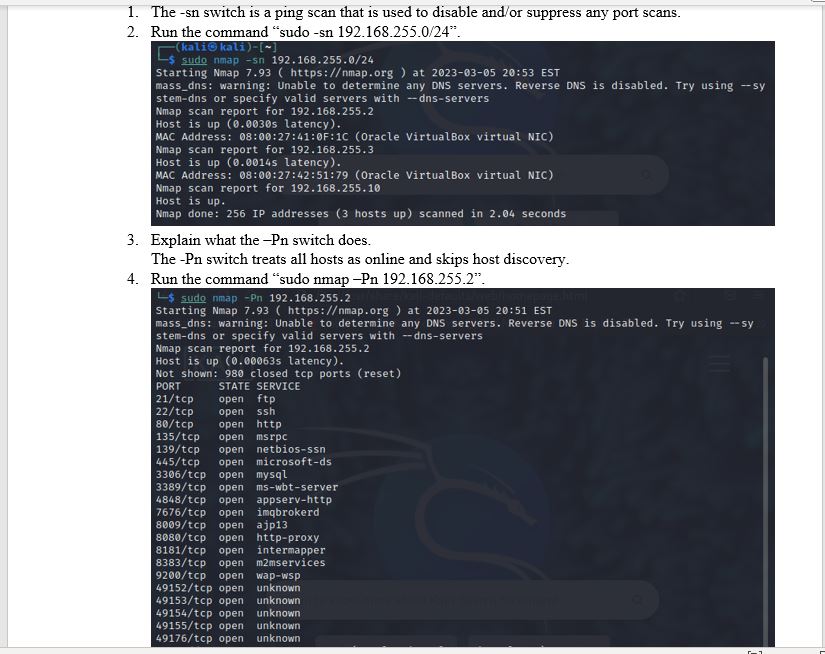 1. The -sn switch is a ping scan that is used to disable and/or suppress any port scans.
2. Run the command “sudo -sn 192.168.255.0/24”.
(kali㉿kali)-[~]
$ sudo nmap -sn 192.168.255.0/24
Starting Nmap 7.93 ( https://nmap.org ) at 2023-03-05 20:53 EST
mass_dns: warning: Unable to determine any DNS servers. Reverse DNS is disabled. Try using --sy
stem-dns or specify valid servers with --dns-servers
Nmap scan report for 192.168.255.2
Host is up (0.0030s latency).
MAC Address: 08:00:27:41:0F:1C (Oracle VirtualBox virtual NIC)
Nmap scan report for 192.168.255.3
Host is up (0.0014s latency).
MAC Address: 08:00:27:42:51:79 (Oracle VirtualBox virtual NIC)
Nmap scan report for 192.168.255.10
Host is up.
Nmap done: 256 IP addresses (3 hosts up) scanned in 2.04 seconds
3. Explain what the –Pn switch does.
The -Pn switch treats all hosts as online and skips host discovery.
4. Run the command “sudo nmap –Pn 192.168.255.2”.
$ sudo nmap -Pn 192.168.255.2
Starting Nmap 7.93 ( https://nmap.org ) at 2023-03-05 20:51 EST
mass_dns: warning: Unable to determine any DNS servers. Reverse DNS is disabled. Try using --sy
stem-dns or specify valid servers with --dns-servers
Nmap scan report for 192.168.255.2
Host is up (0.00063s latency).
Not shown: 980 closed tcp ports (reset)
PORT STATE SERVICE
21/tcp open ftp
22/tcp open ssh
80/tcp open http
135/tcp open msrpc
139/tcp open netbios-ssn
445/tcp open microsoft-ds
3306/tcp open mysql
3389/tcp open ms-wbt-server
4848/tcp open appserv-http
7676/tcp open imqbrokerd
8009/tcp open ajp13
8080/tcp open http-proxy
8181/tcp open intermapper
8383/tcp open m2mservices
9200/tcp open wap-wsp
49152/tcp open unknown
49153/tcp open unknown
49154/tcp open unknown
49155/tcp open unknown
49176/tcp open unknown